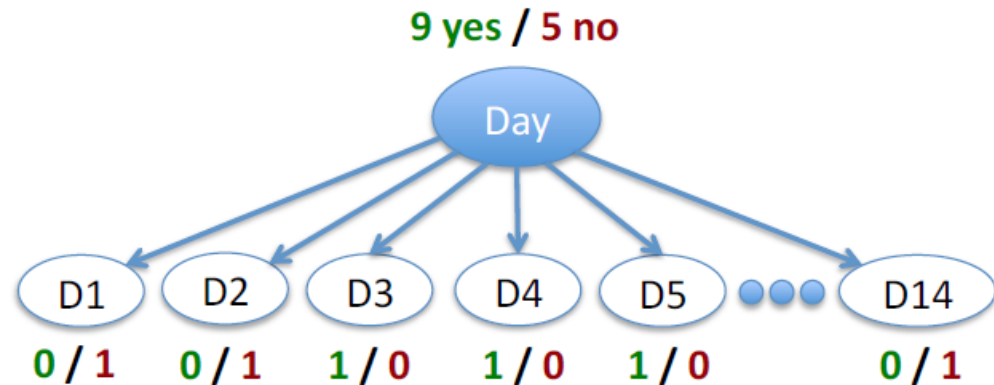 9 yes / 5 no
Day
D1 D2 D3 D4 D5 D14
0 / 1 0 / 1 1 / 0 1 / 0 1 / 0 0 / 1